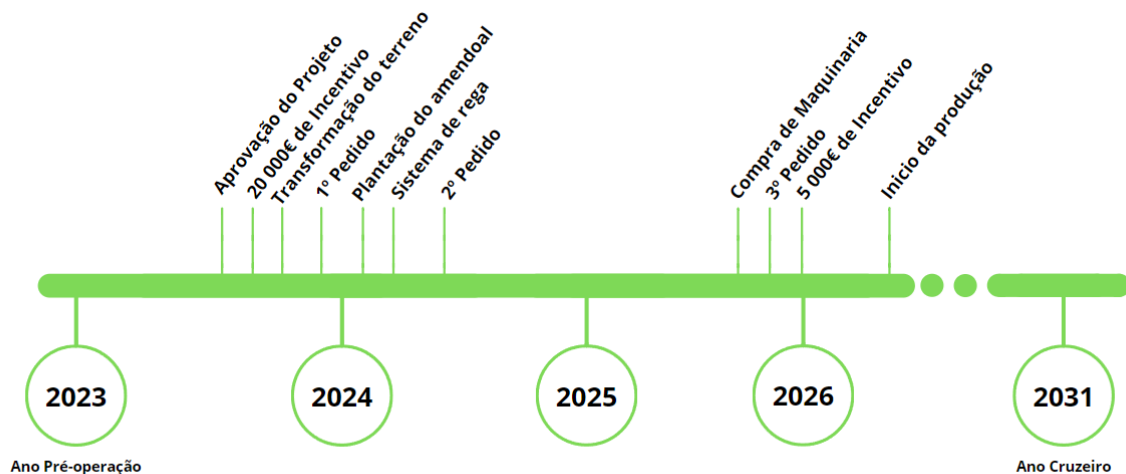 Aprovação do Projeto
20 000€ de Incentivo
Transformação do terreno
1º Pedido
Plantação do amendoal
Sistema de rega
2º Pedido
Compra de Maquinaria
3º Pedido
5 000€ de Incentivo
Inicio da produção
2023
2024
2025
2026
2031
Ano Pré-operação
Ano Cruzeiro